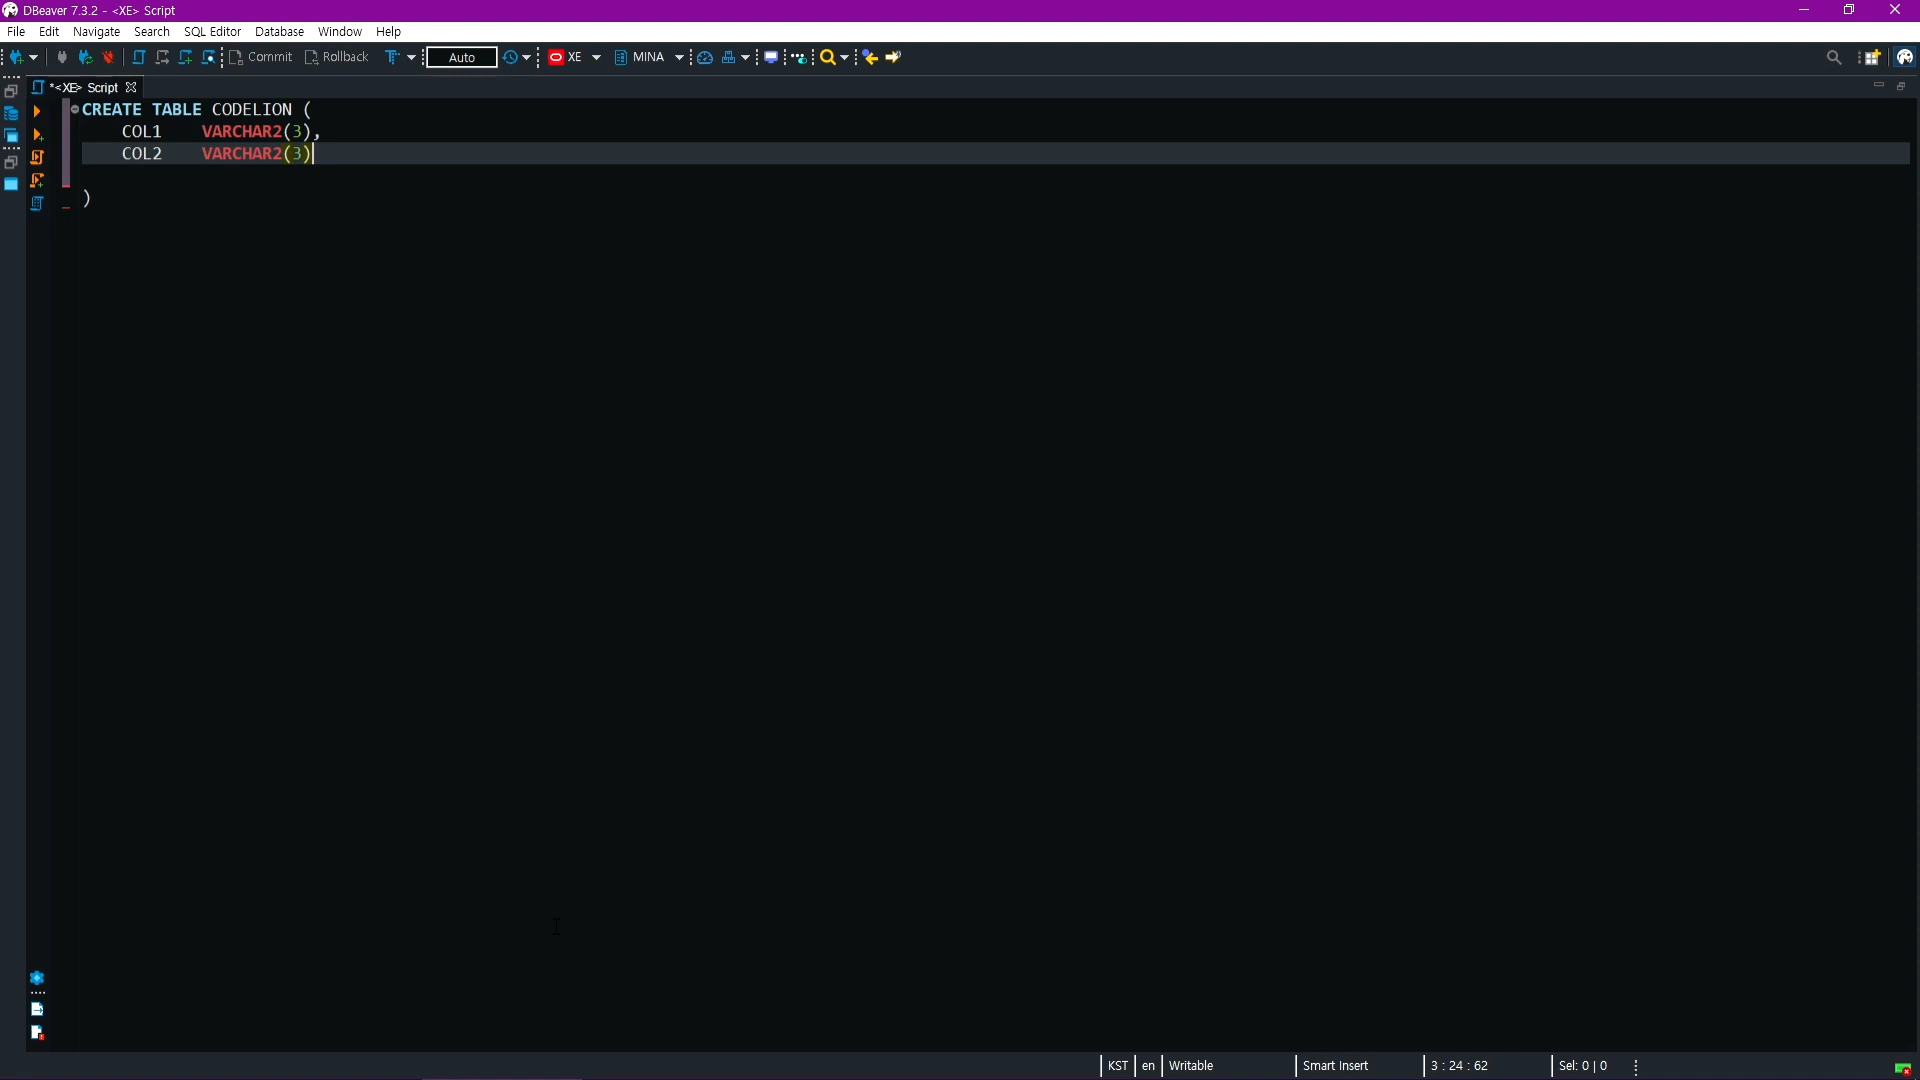 DBeaver 7.3.2 - <XE> Script
File Edit Navigate Search SQL Editor Database Window Help
Commit Rollback Auto XE MINA
*<XE> Script
CREATE TABLE CODELION (
COL1 VARCHAR2(3),
COL2 VARCHAR2(3)
)
KST en Writable Smart Insert 3 : 24 : 62 Sel: 0 | 0